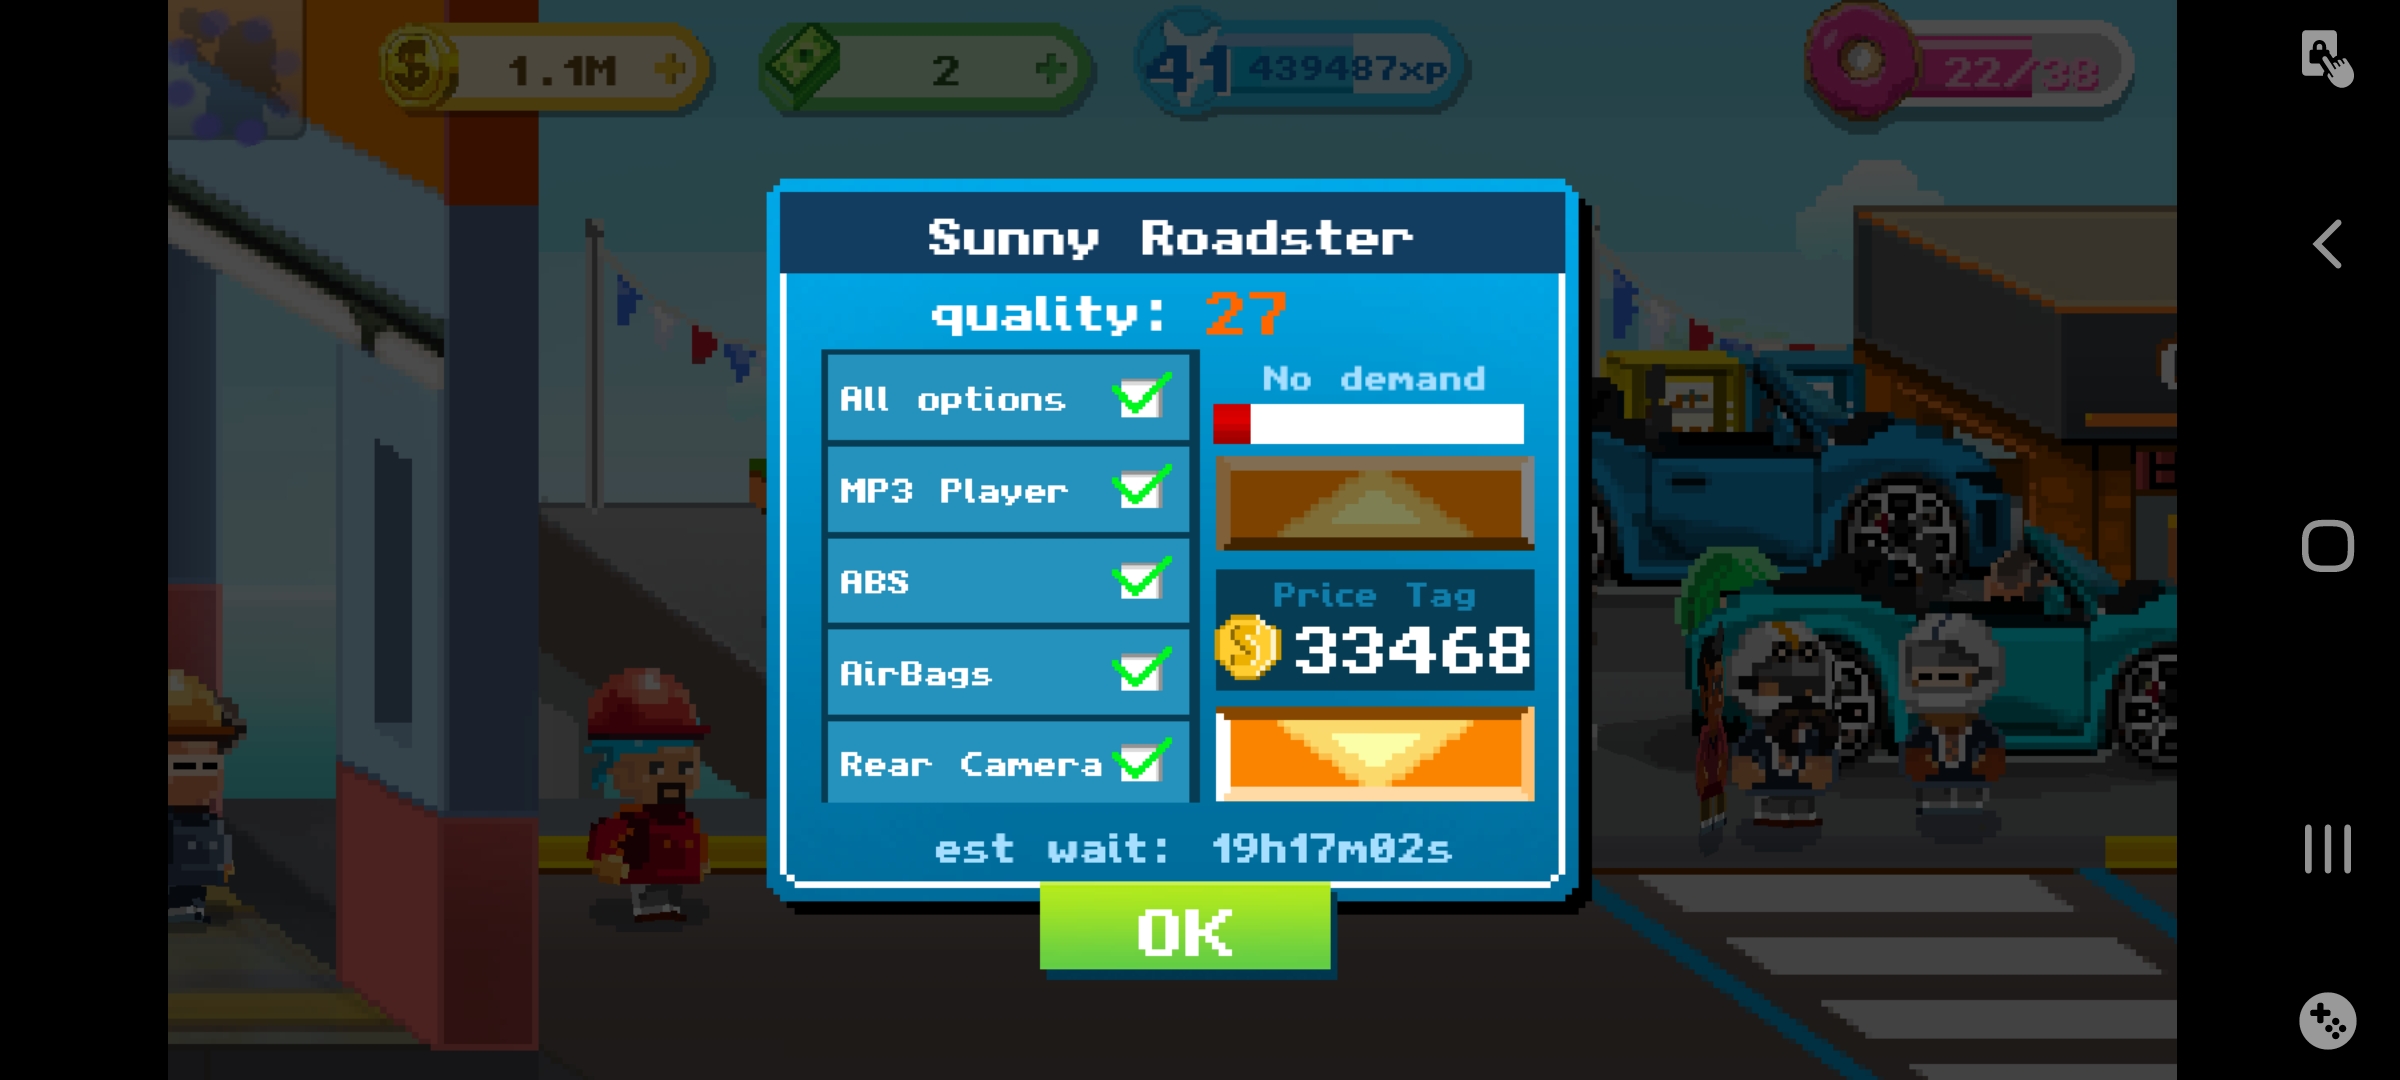 1.1M
2
41
439487xp
22/38
Sunny Roadster
quality: 27
All options
MP3 Player
ABS
AirBags
Rear Camera
No demand
Price Tag
33468
est wait: 19h17m02s
OK